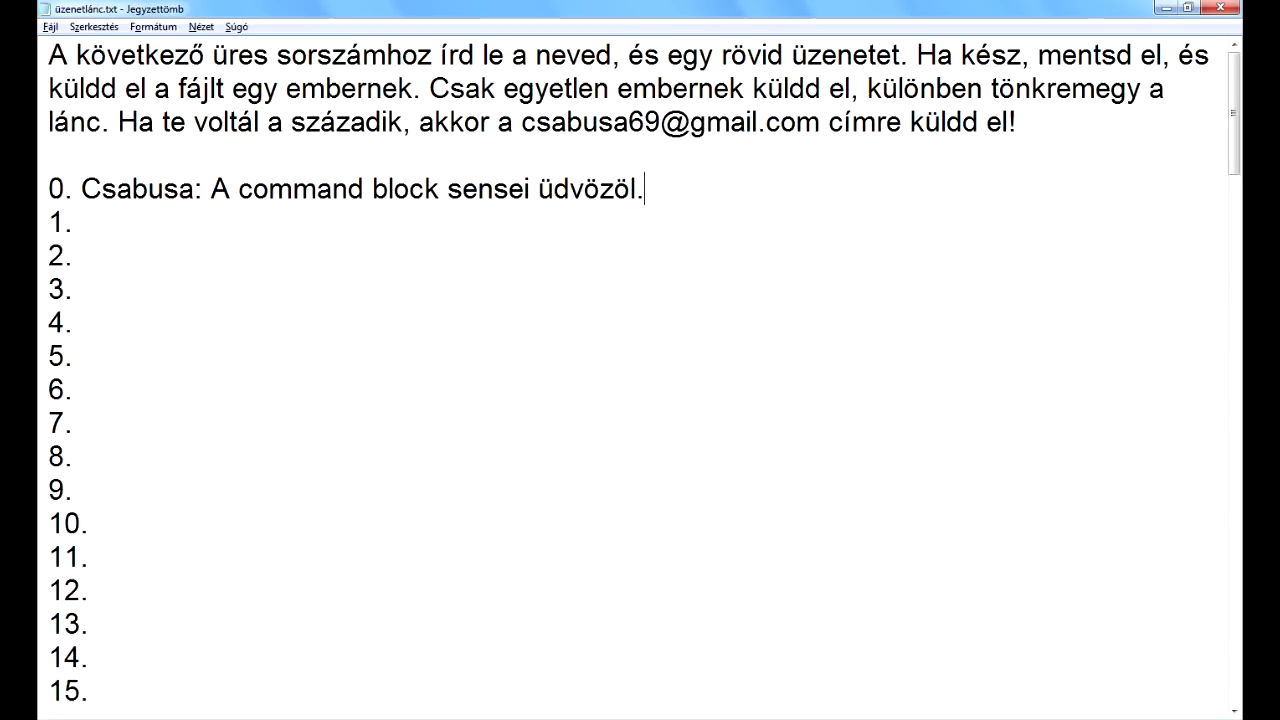 üzenetlánc.txt - Jegyzettömb
Fájl Szerkesztés Formátum Nézet Súgó
A következő üres sorszámhoz írd le a neved, és egy rövid üzenetet. Ha kész, mentsd el, és
küldd el a fájlt egy embernek. Csak egyetlen embernek küldd el, különben tönkremegy a
lánc. Ha te voltál a századik, akkor a csabusa69@gmail.com címre küldd el!
0. Csabusa: A command block sensei üdvözöl.
1.
2.
3.
4.
5.
6.
7.
8.
9.
10.
11.
12.
13.
14.
15.